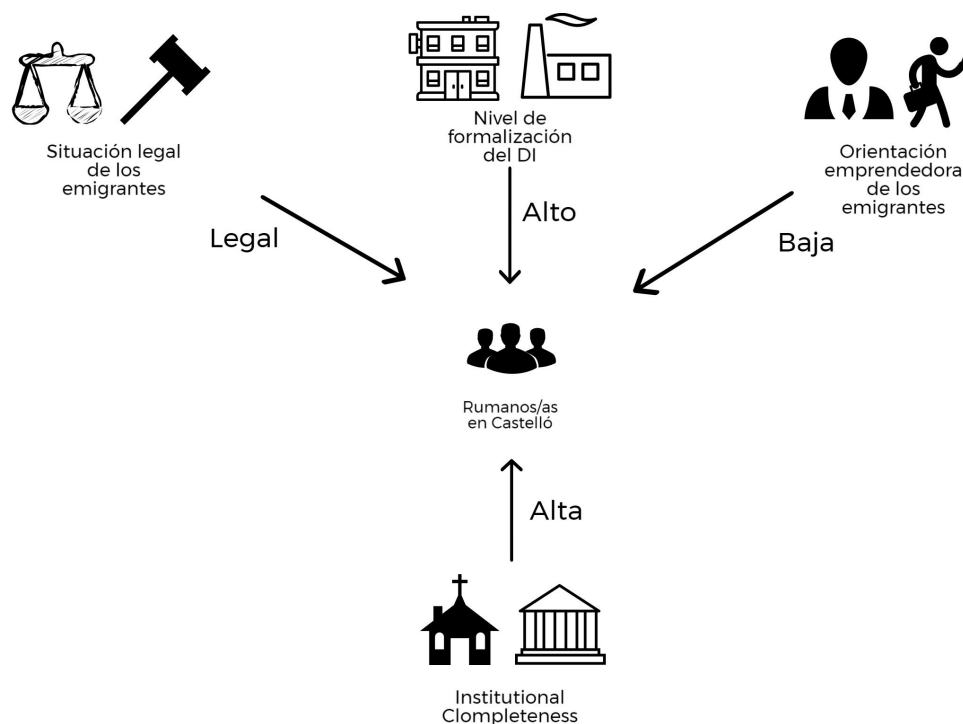 Situación legal
de los
emigrantes
Nivel de
formalización
del DI
Orientación
emprendedora
de los
emigrantes
Legal
Alto
Baja
Rumanos/as
en Castelló
Alta
Institutional
Clompleteness